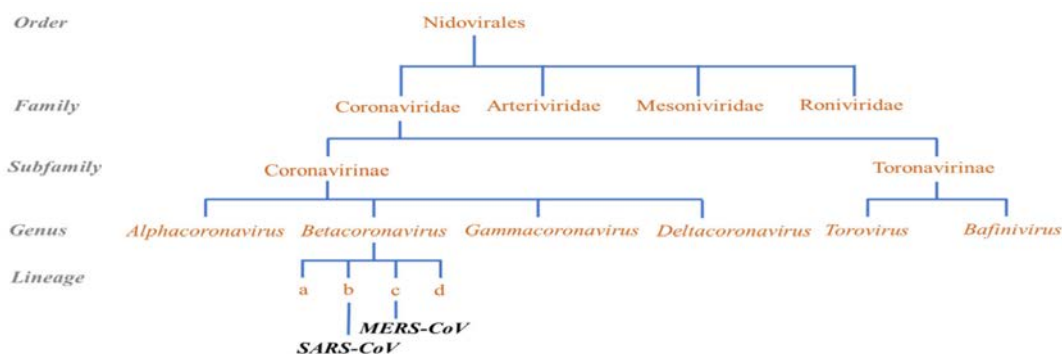 Order Nidovirales
Family Coronaviridae Arteriviridae Mesoniviridae Roniviridae
Subfamily Coronavirinae Toronavirinae
Genus Alphacoronavirus Betacoronavirus Gammacoronavirus Deltacoronavirus Torovirus Bafinivirus
Lineage a b c d
MERS-CoV
SARS-CoV